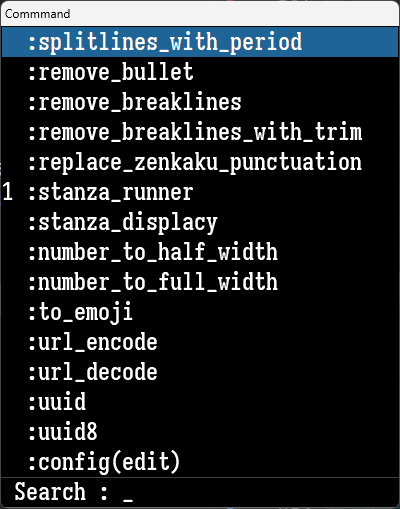 Commmand
:splitlines_with_period
:remove_bullet
:remove_breaklines
:remove_breaklines_with_trim
:replace_zenkaku_punctuation
1 :stanza_runner
:stanza_displacy
:number_to_half_width
:number_to_full_width
:to_emoji
:url_encode
:url_decode
:uuid
:uuid8
:config(edit)
Search : _